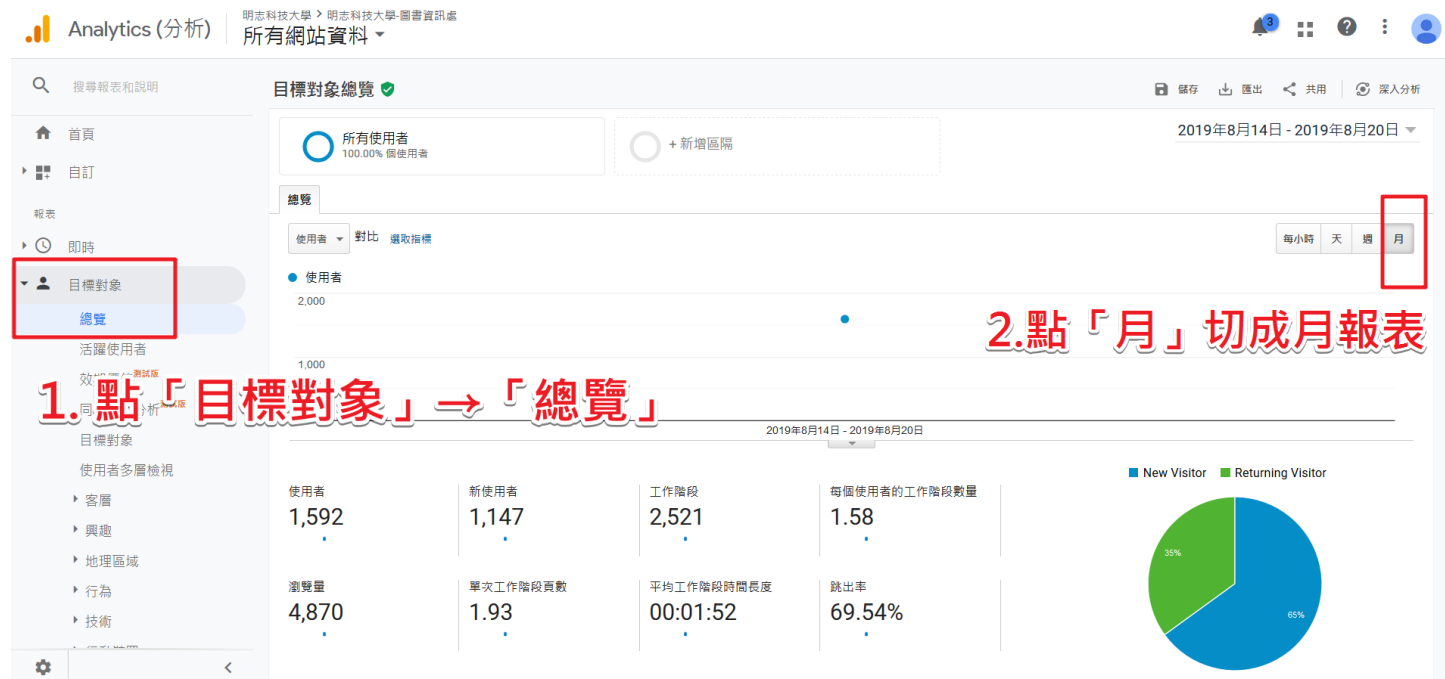 Analytics (分析)
明志科技大學 > 明志科技大學-圖書資訊處
所有網站資料
3
搜尋報表和說明
首頁
自訂
報表
即時
目標對象
總覽
活躍使用者
測試版
目標對象
使用者多層檢視
客層
興趣
地理區域
行為
技術
目標對象總覽
儲存
匯出
共用
深入分析
所有使用者
100.00% 個使用者
+ 新增區隔
2019年8月14日 - 2019年8月20日
總覽
使用者
對比
選取指標
每小時
天
週
月
使用者
2,000
1,000
2.點「月」切成月報表
1. 點「目標對象」→「總覽」
2019年8月14日 - 2019年8月20日
使用者
1,592
新使用者
1,147
工作階段
2,521
每個使用者的工作階段數量
1.58
瀏覽量
4,870
單次工作階段頁數
1.93
平均工作階段時間長度
00:01:52
跳出率
69.54%
New Visitor
Returning Visitor
35%
65%